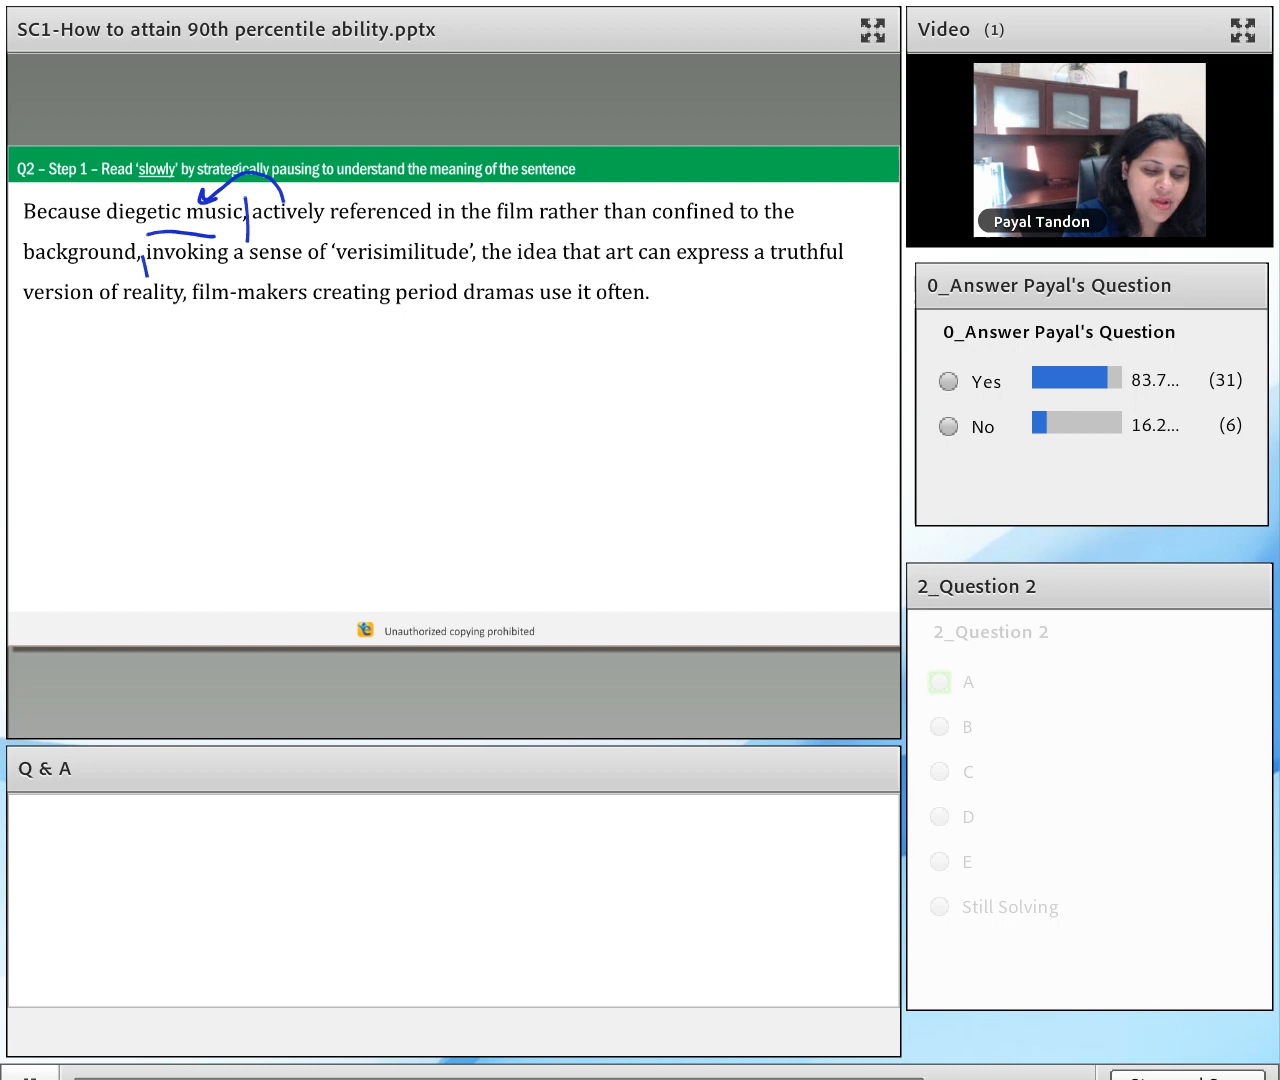 SC1-How to attain 90th percentile ability.pptx
Q2 – Step 1 – Read ‘slowly’ by strategically pausing to understand the meaning of the sentence
Because diegetic music, actively referenced in the film rather than confined to the
background, invoking a sense of ‘verisimilitude’, the idea that art can express a truthful
version of reality, film-makers creating period dramas use it often.
Unauthorized copying prohibited
Q & A
Video (1)
Payal Tandon
0_Answer Payal's Question
0_Answer Payal's Question
Yes 83.7... (31)
No 16.2... (6)
2_Question 2
2_Question 2
A
B
C
D
E
Still Solving